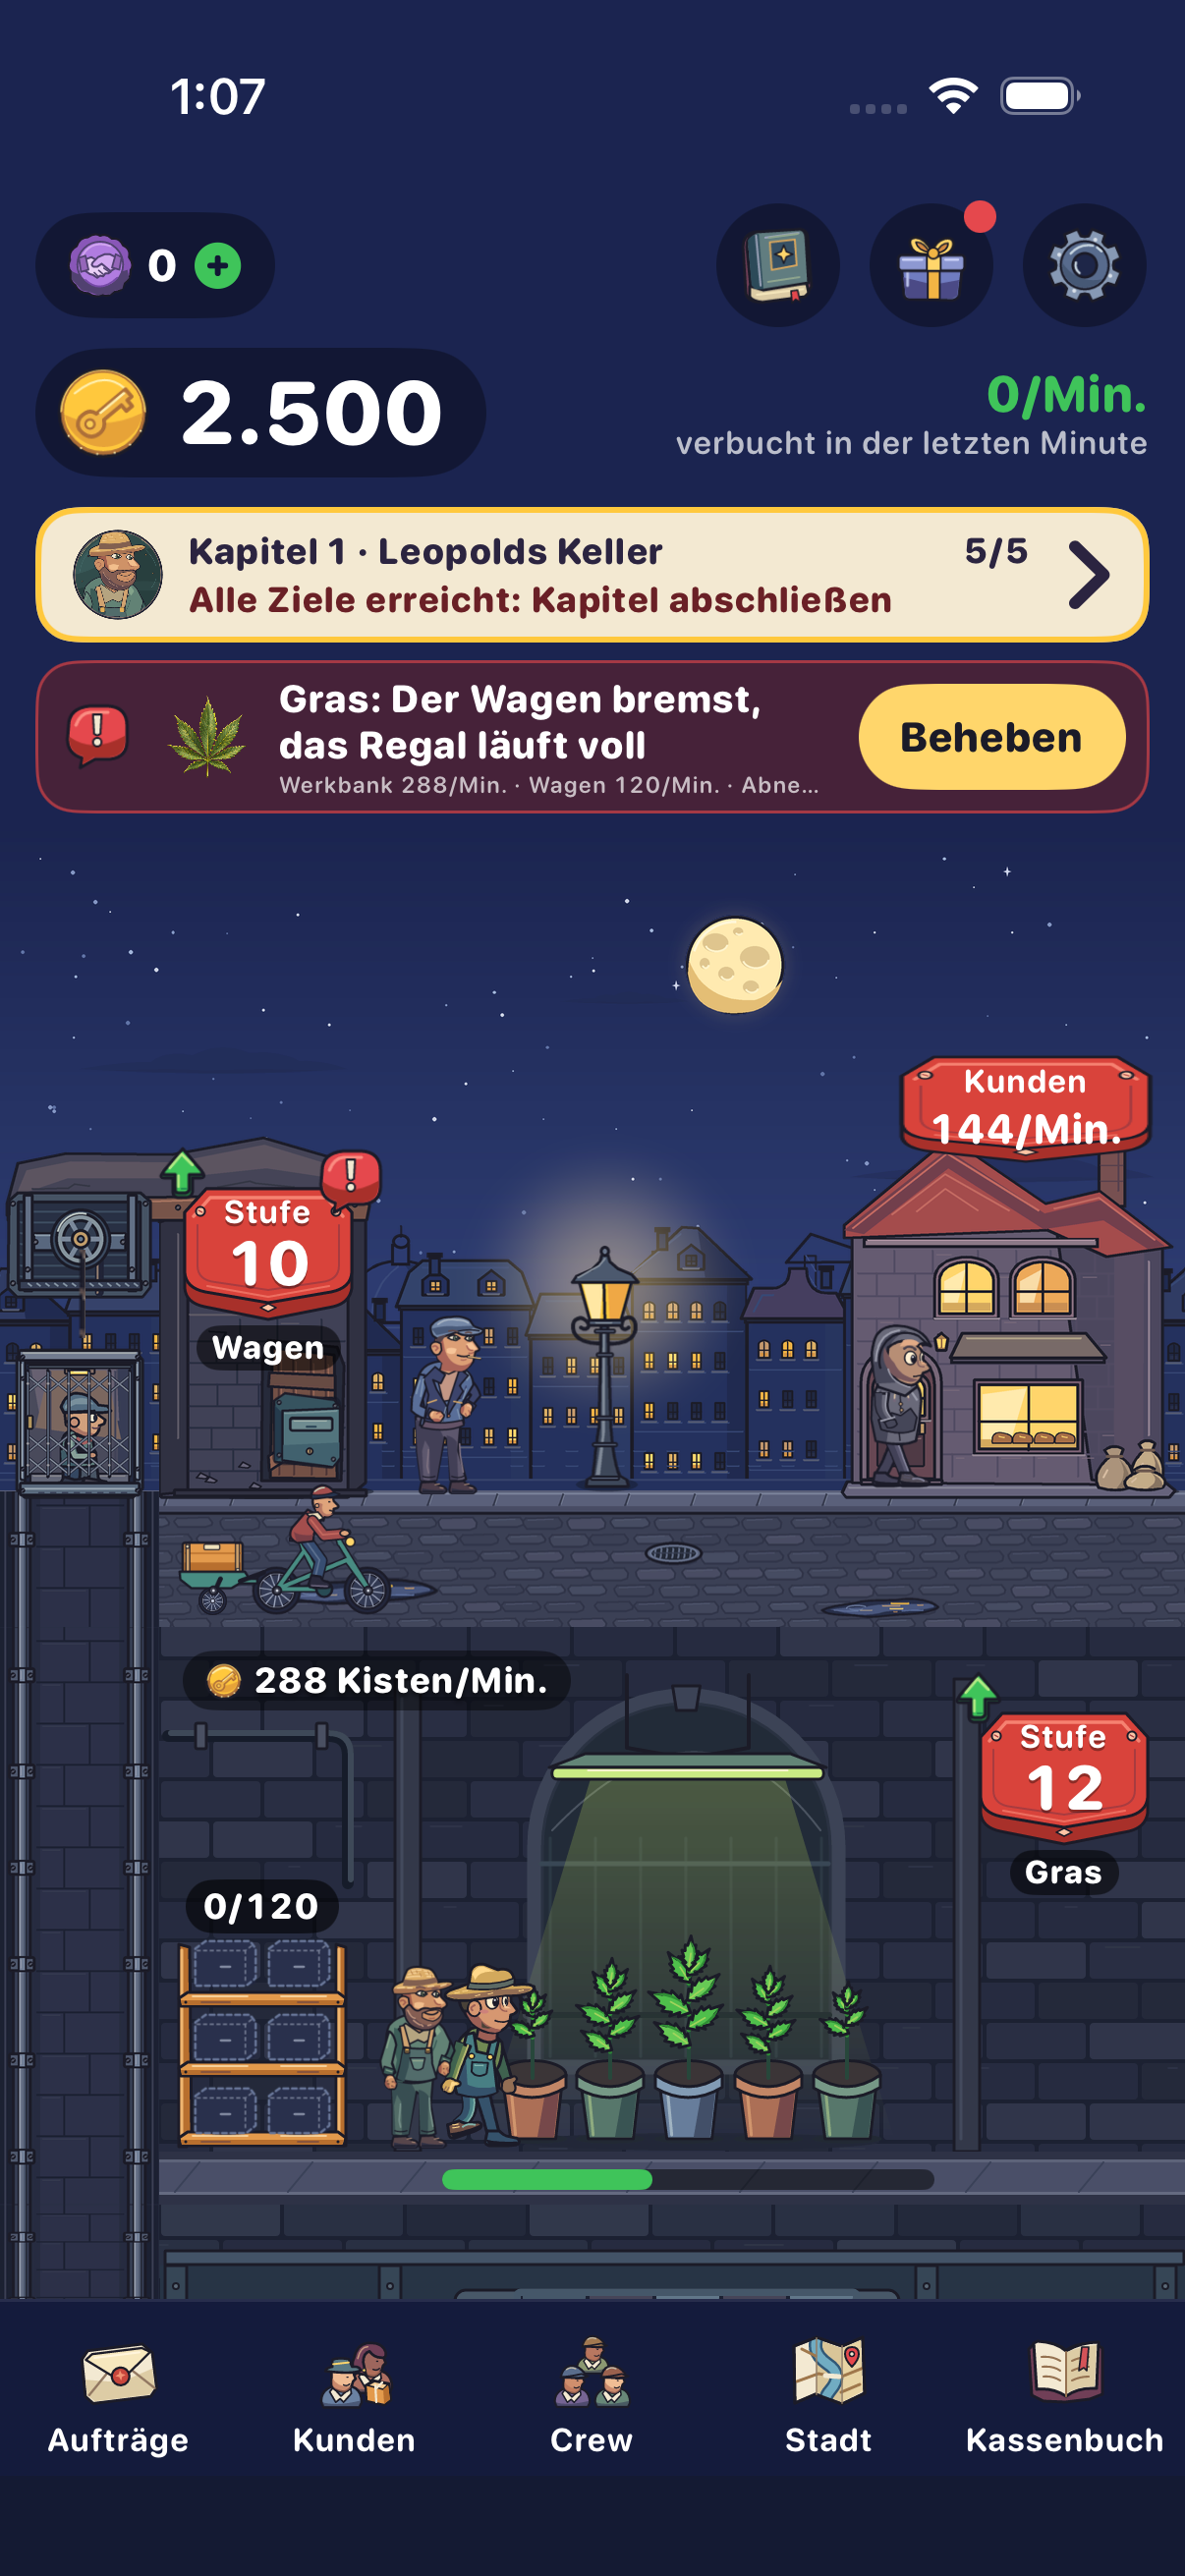 1:07
0
2.500
0/Min.
verbucht in der letzten Minute
Kapitel 1 · Leopolds Keller
5/5
Alle Ziele erreicht: Kapitel abschließen
Gras: Der Wagen bremst,
das Regal läuft voll
Werkbank 288/Min. · Wagen 120/Min. · Abne…
Beheben
Kunden
144/Min.
Stufe
10
Wagen
288 Kisten/Min.
Stufe
12
Gras
0/120
Aufträge
Kunden
Crew
Stadt
Kassenbuch